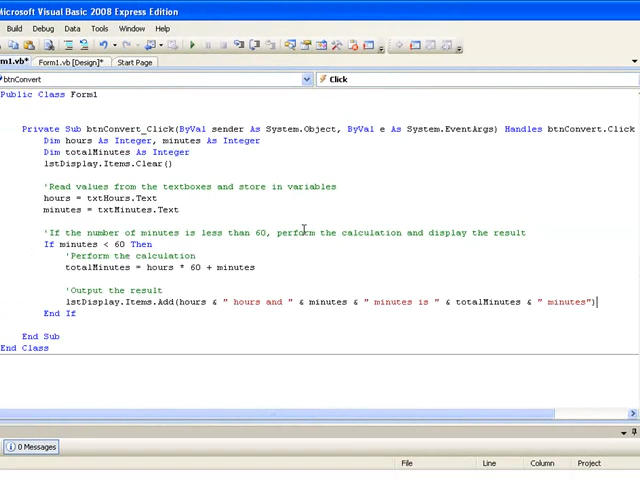 Microsoft Visual Basic 2008 Express Edition
Build Debug Data Tools Window Help
Form1.vb [Design]* Start Page
btnConvert Click
Public Class Form1
Private Sub btnConvert_Click(ByVal sender As System.Object, ByVal e As System.EventArgs) Handles btnConvert.Click
Dim hours As Integer, minutes As Integer
Dim totalMinutes As Integer
lstDisplay.Items.Clear()
'Read values from the textboxes and store in variables
hours = txtHours.Text
minutes = txtMinutes.Text
'If the number of minutes is less than 60, perform the calculation and display the result
If minutes < 60 Then
'Perform the calculation
totalMinutes = hours * 60 + minutes
'Output the result
lstDisplay.Items.Add(hours & " hours and " & minutes & " minutes is " & totalMinutes & " minutes")
End If
End Sub
End Class
0 Messages
File Line Column Project